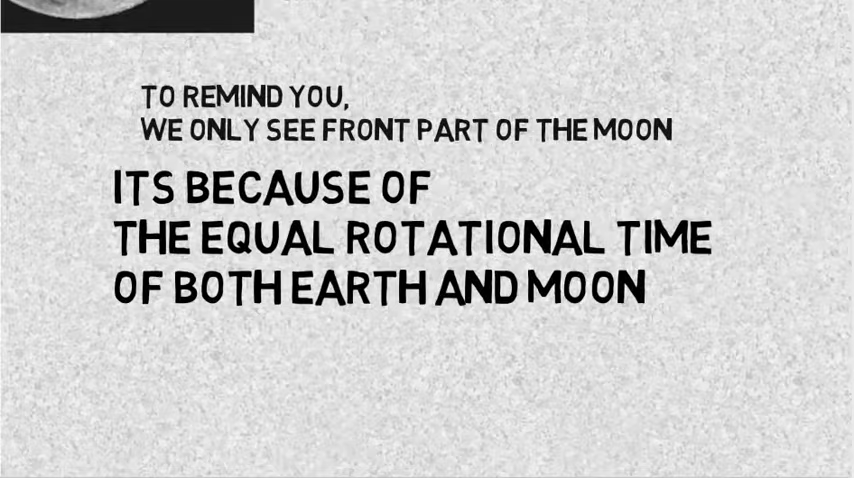 TO REMIND YOU,
WE ONLY SEE FRONT PART OF THE MOON
ITS BECAUSE OF
THE EQUAL ROTATIONAL TIME
OF BOTH EARTH AND MOON